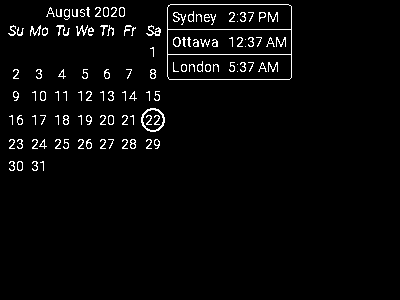 August 2020
Su Mo Tu We Th Fr Sa
1
2 3 4 5 6 7 8
9 10 11 12 13 14 15
16 17 18 19 20 21 22
23 24 25 26 27 28 29
30 31
Sydney 2:37 PM
Ottawa 12:37 AM
London 5:37 AM